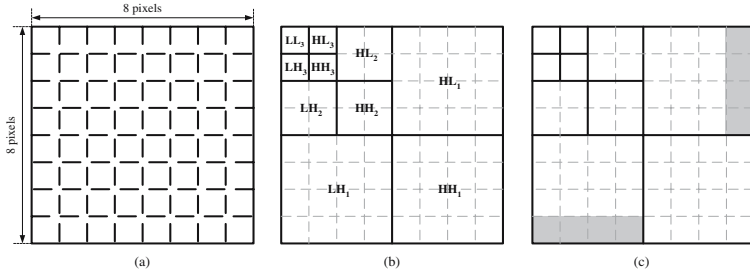 8 pixels
8 pixels
LL₃ HL₃
HL₂
LH₃ HH₃
HL₁
LH₂ HH₂
LH₁ HH₁
(a) (b) (c)